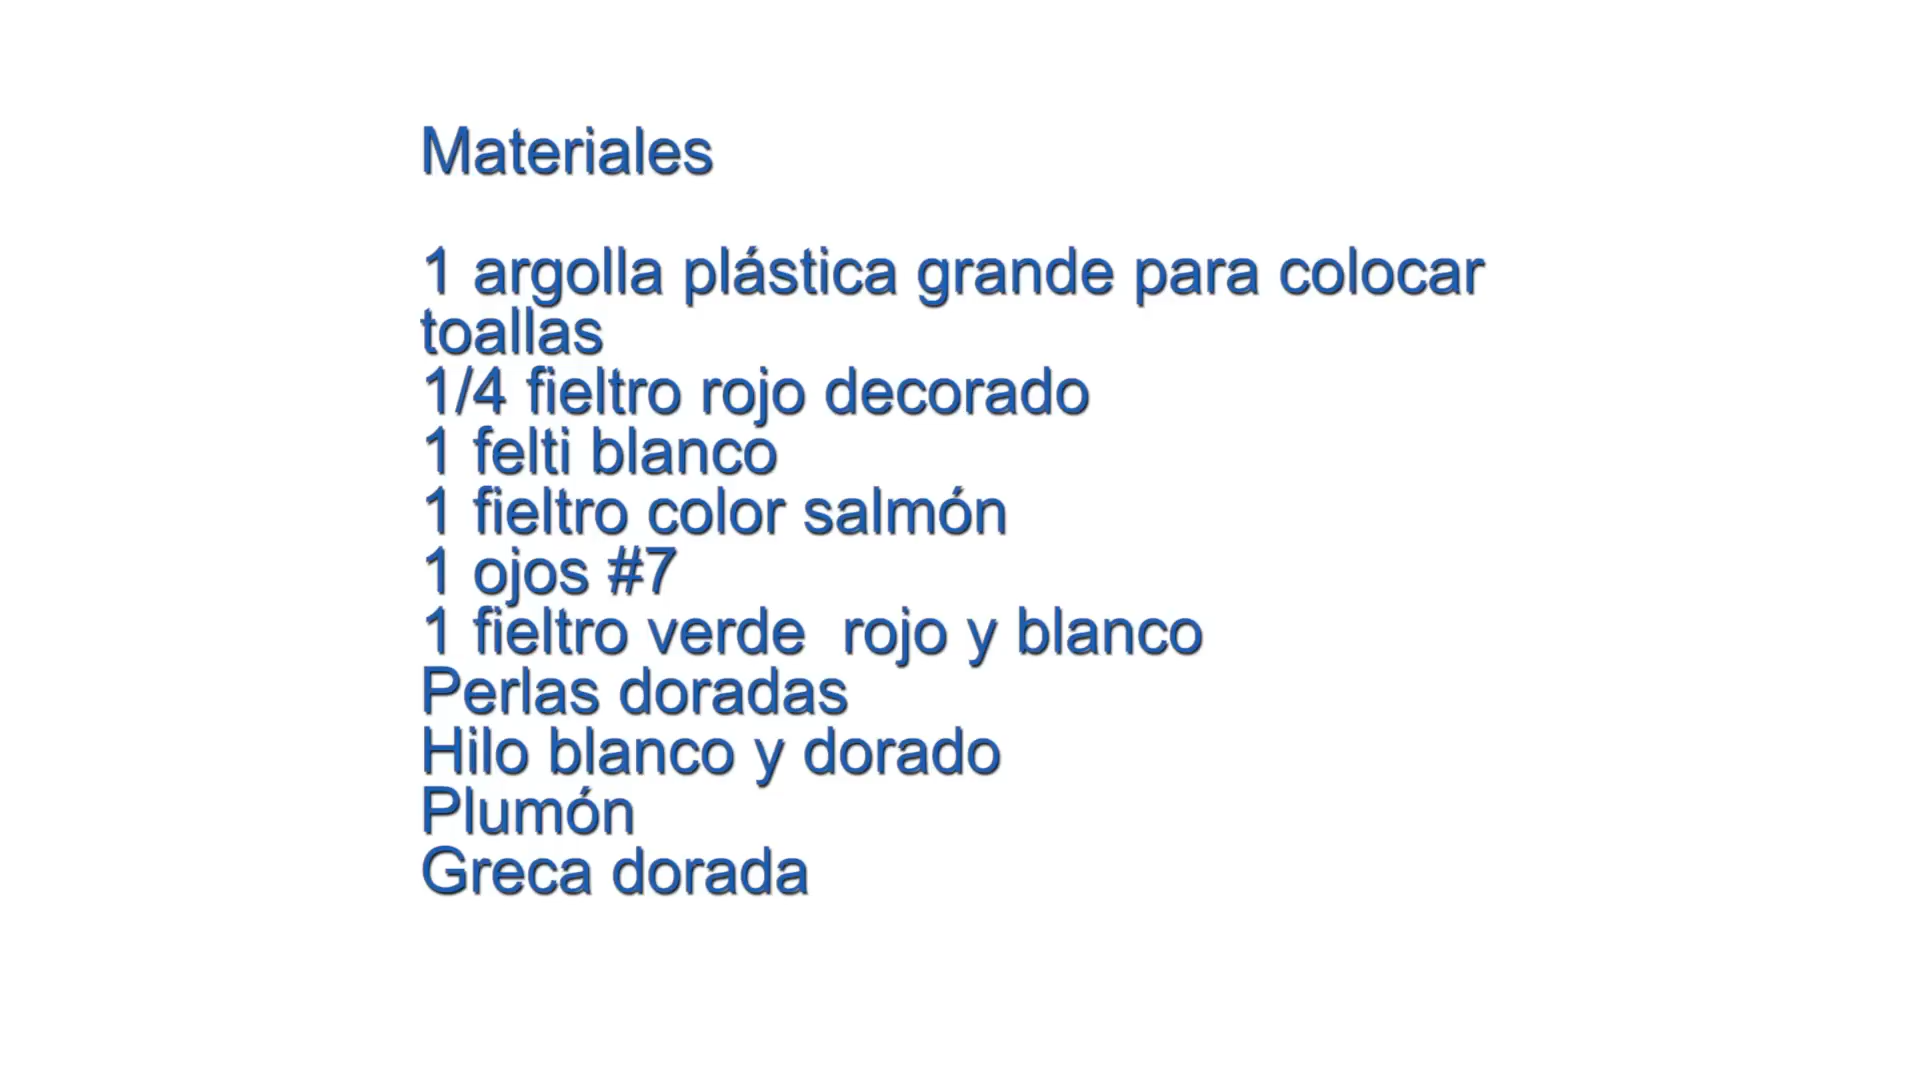 Materiales
1 argolla plástica grande para colocar
toallas
1/4 fieltro rojo decorado
1 felti blanco
1 fieltro color salmón
1 ojos #7
1 fieltro verde  rojo y blanco
Perlas doradas
Hilo blanco y dorado
Plumón
Greca dorada